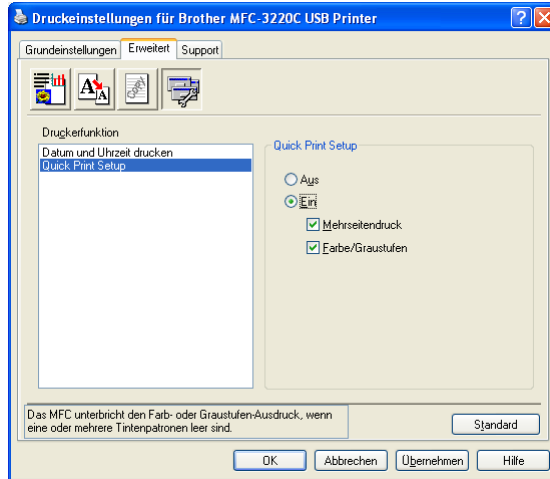 Druckeinstellungen für Brother MFC-3220C USB Printer
Grundeinstellungen Erweitert Support
A A copy
Druckerfunktion
Datum und Uhrzeit drucken
Quick Print Setup
Quick Print Setup
Aus
Ein
Mehrseitendruck
Farbe/Graustufen
Das MFC unterbricht den Farb- oder Graustufen-Ausdruck, wenn
eine oder mehrere Tintenpatronen leer sind.
Standard
OK Abbrechen Übernehmen Hilfe